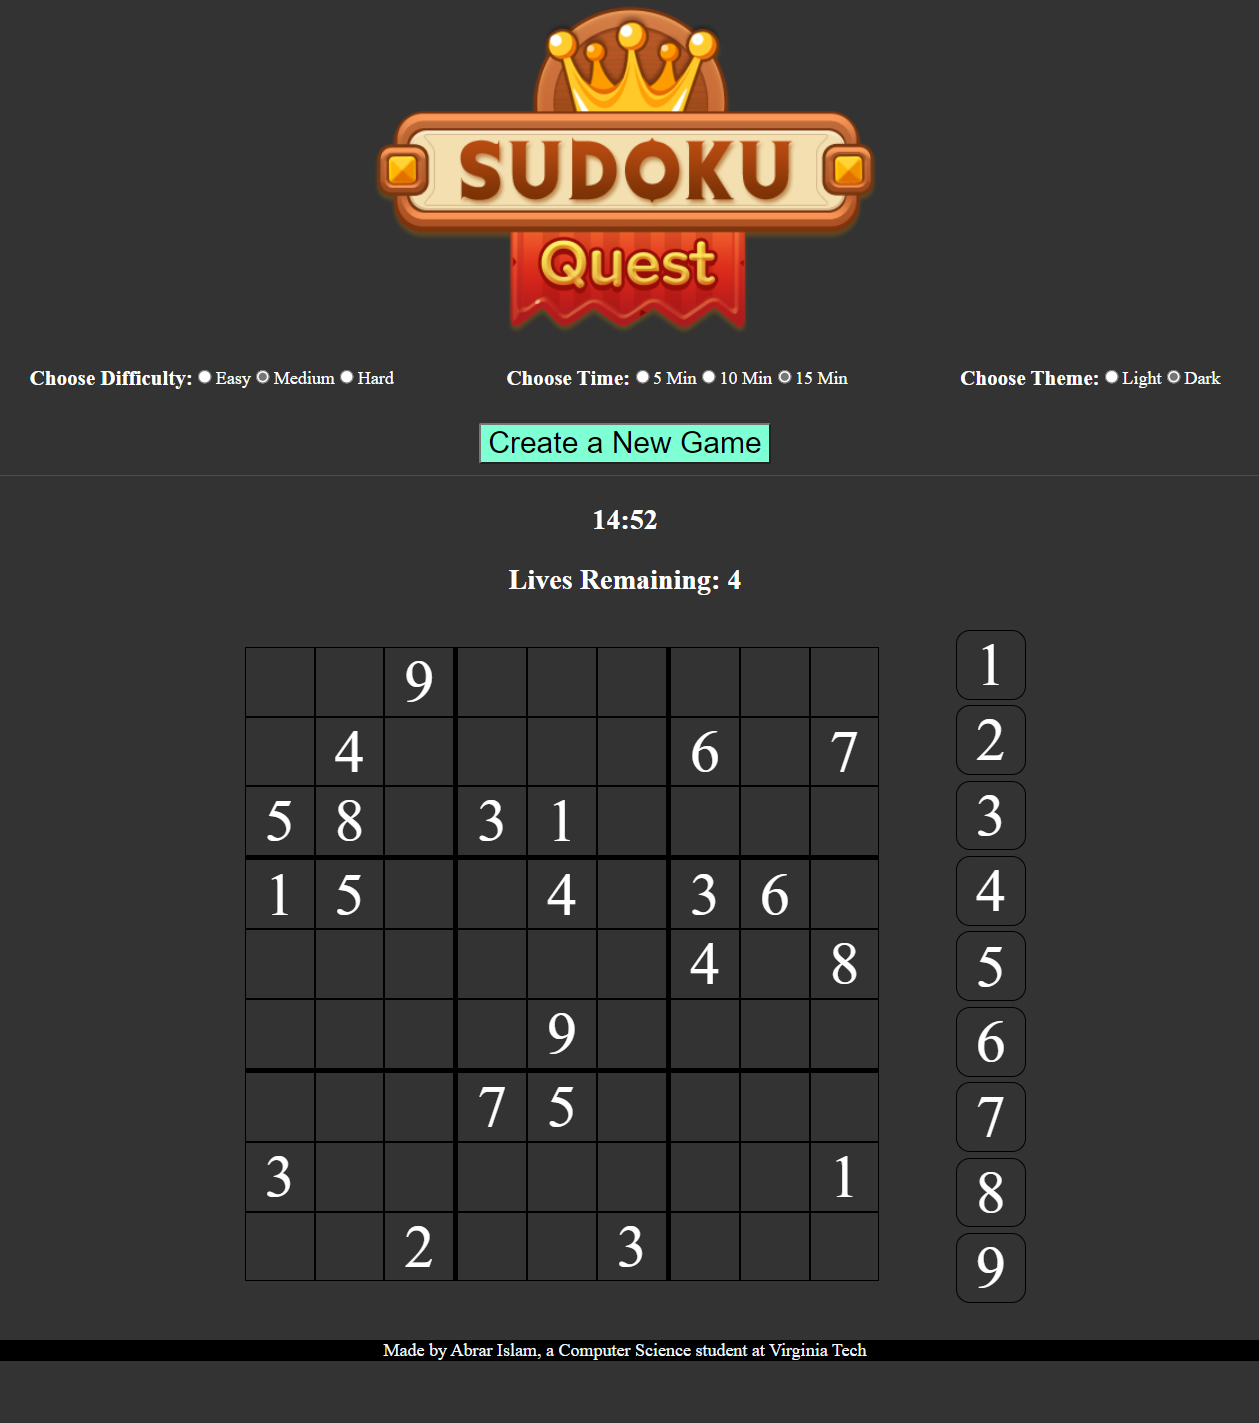 SUDOKU
Quest
Choose Difficulty: Easy Medium Hard Choose Time: 5 Min 10 Min 15 Min Choose Theme: Light Dark
Create a New Game
14:52
Lives Remaining: 4
9
4 6 7
5 8 3 1
1 5 4 3 6
4 8
9
7 5
3 1
2 3
1
2
3
4
5
6
7
8
9
Made by Abrar Islam, a Computer Science student at Virginia Tech